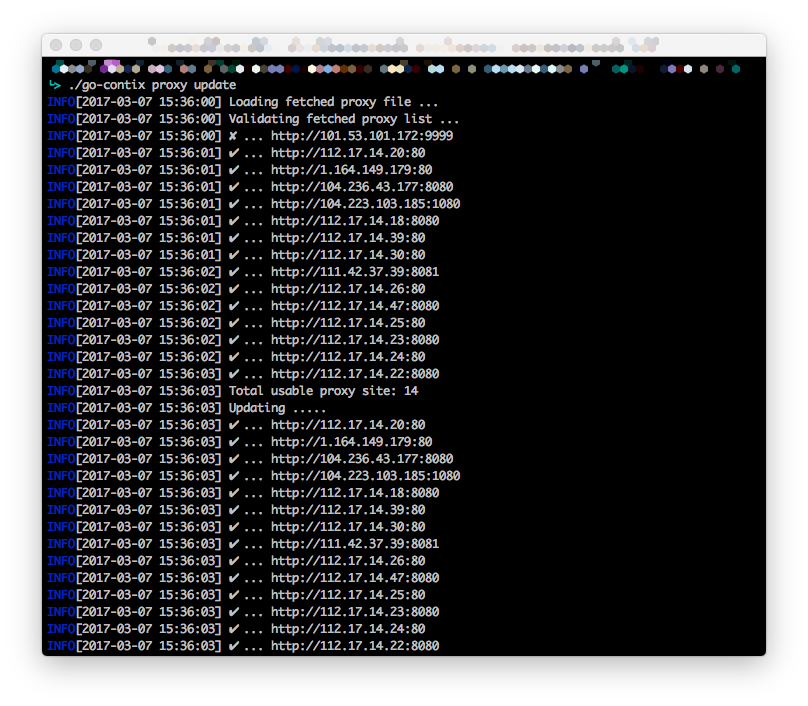 ↳ ./go-contix proxy update
INFO[2017-03-07 15:36:00] Loading fetched proxy file ...
INFO[2017-03-07 15:36:00] Validating fetched proxy list ...
INFO[2017-03-07 15:36:00] ✘ ... http://101.53.101.172:9999
INFO[2017-03-07 15:36:01] ✔ ... http://112.17.14.20:80
INFO[2017-03-07 15:36:01] ✔ ... http://1.164.149.179:80
INFO[2017-03-07 15:36:01] ✔ ... http://104.236.43.177:8080
INFO[2017-03-07 15:36:01] ✔ ... http://104.223.103.185:1080
INFO[2017-03-07 15:36:01] ✔ ... http://112.17.14.18:8080
INFO[2017-03-07 15:36:01] ✔ ... http://112.17.14.39:80
INFO[2017-03-07 15:36:01] ✔ ... http://112.17.14.30:80
INFO[2017-03-07 15:36:02] ✔ ... http://111.42.37.39:8081
INFO[2017-03-07 15:36:02] ✔ ... http://112.17.14.26:80
INFO[2017-03-07 15:36:02] ✔ ... http://112.17.14.47:8080
INFO[2017-03-07 15:36:02] ✔ ... http://112.17.14.25:80
INFO[2017-03-07 15:36:02] ✔ ... http://112.17.14.23:8080
INFO[2017-03-07 15:36:02] ✔ ... http://112.17.14.24:80
INFO[2017-03-07 15:36:03] ✔ ... http://112.17.14.22:8080
INFO[2017-03-07 15:36:03] Total usable proxy site: 14
INFO[2017-03-07 15:36:03] Updating .....
INFO[2017-03-07 15:36:03] ✔ ... http://112.17.14.20:80
INFO[2017-03-07 15:36:03] ✔ ... http://1.164.149.179:80
INFO[2017-03-07 15:36:03] ✔ ... http://104.236.43.177:8080
INFO[2017-03-07 15:36:03] ✔ ... http://104.223.103.185:1080
INFO[2017-03-07 15:36:03] ✔ ... http://112.17.14.18:8080
INFO[2017-03-07 15:36:03] ✔ ... http://112.17.14.39:80
INFO[2017-03-07 15:36:03] ✔ ... http://112.17.14.30:80
INFO[2017-03-07 15:36:03] ✔ ... http://111.42.37.39:8081
INFO[2017-03-07 15:36:03] ✔ ... http://112.17.14.26:80
INFO[2017-03-07 15:36:03] ✔ ... http://112.17.14.47:8080
INFO[2017-03-07 15:36:03] ✔ ... http://112.17.14.25:80
INFO[2017-03-07 15:36:03] ✔ ... http://112.17.14.23:8080
INFO[2017-03-07 15:36:03] ✔ ... http://112.17.14.24:80
INFO[2017-03-07 15:36:03] ✔ ... http://112.17.14.22:8080